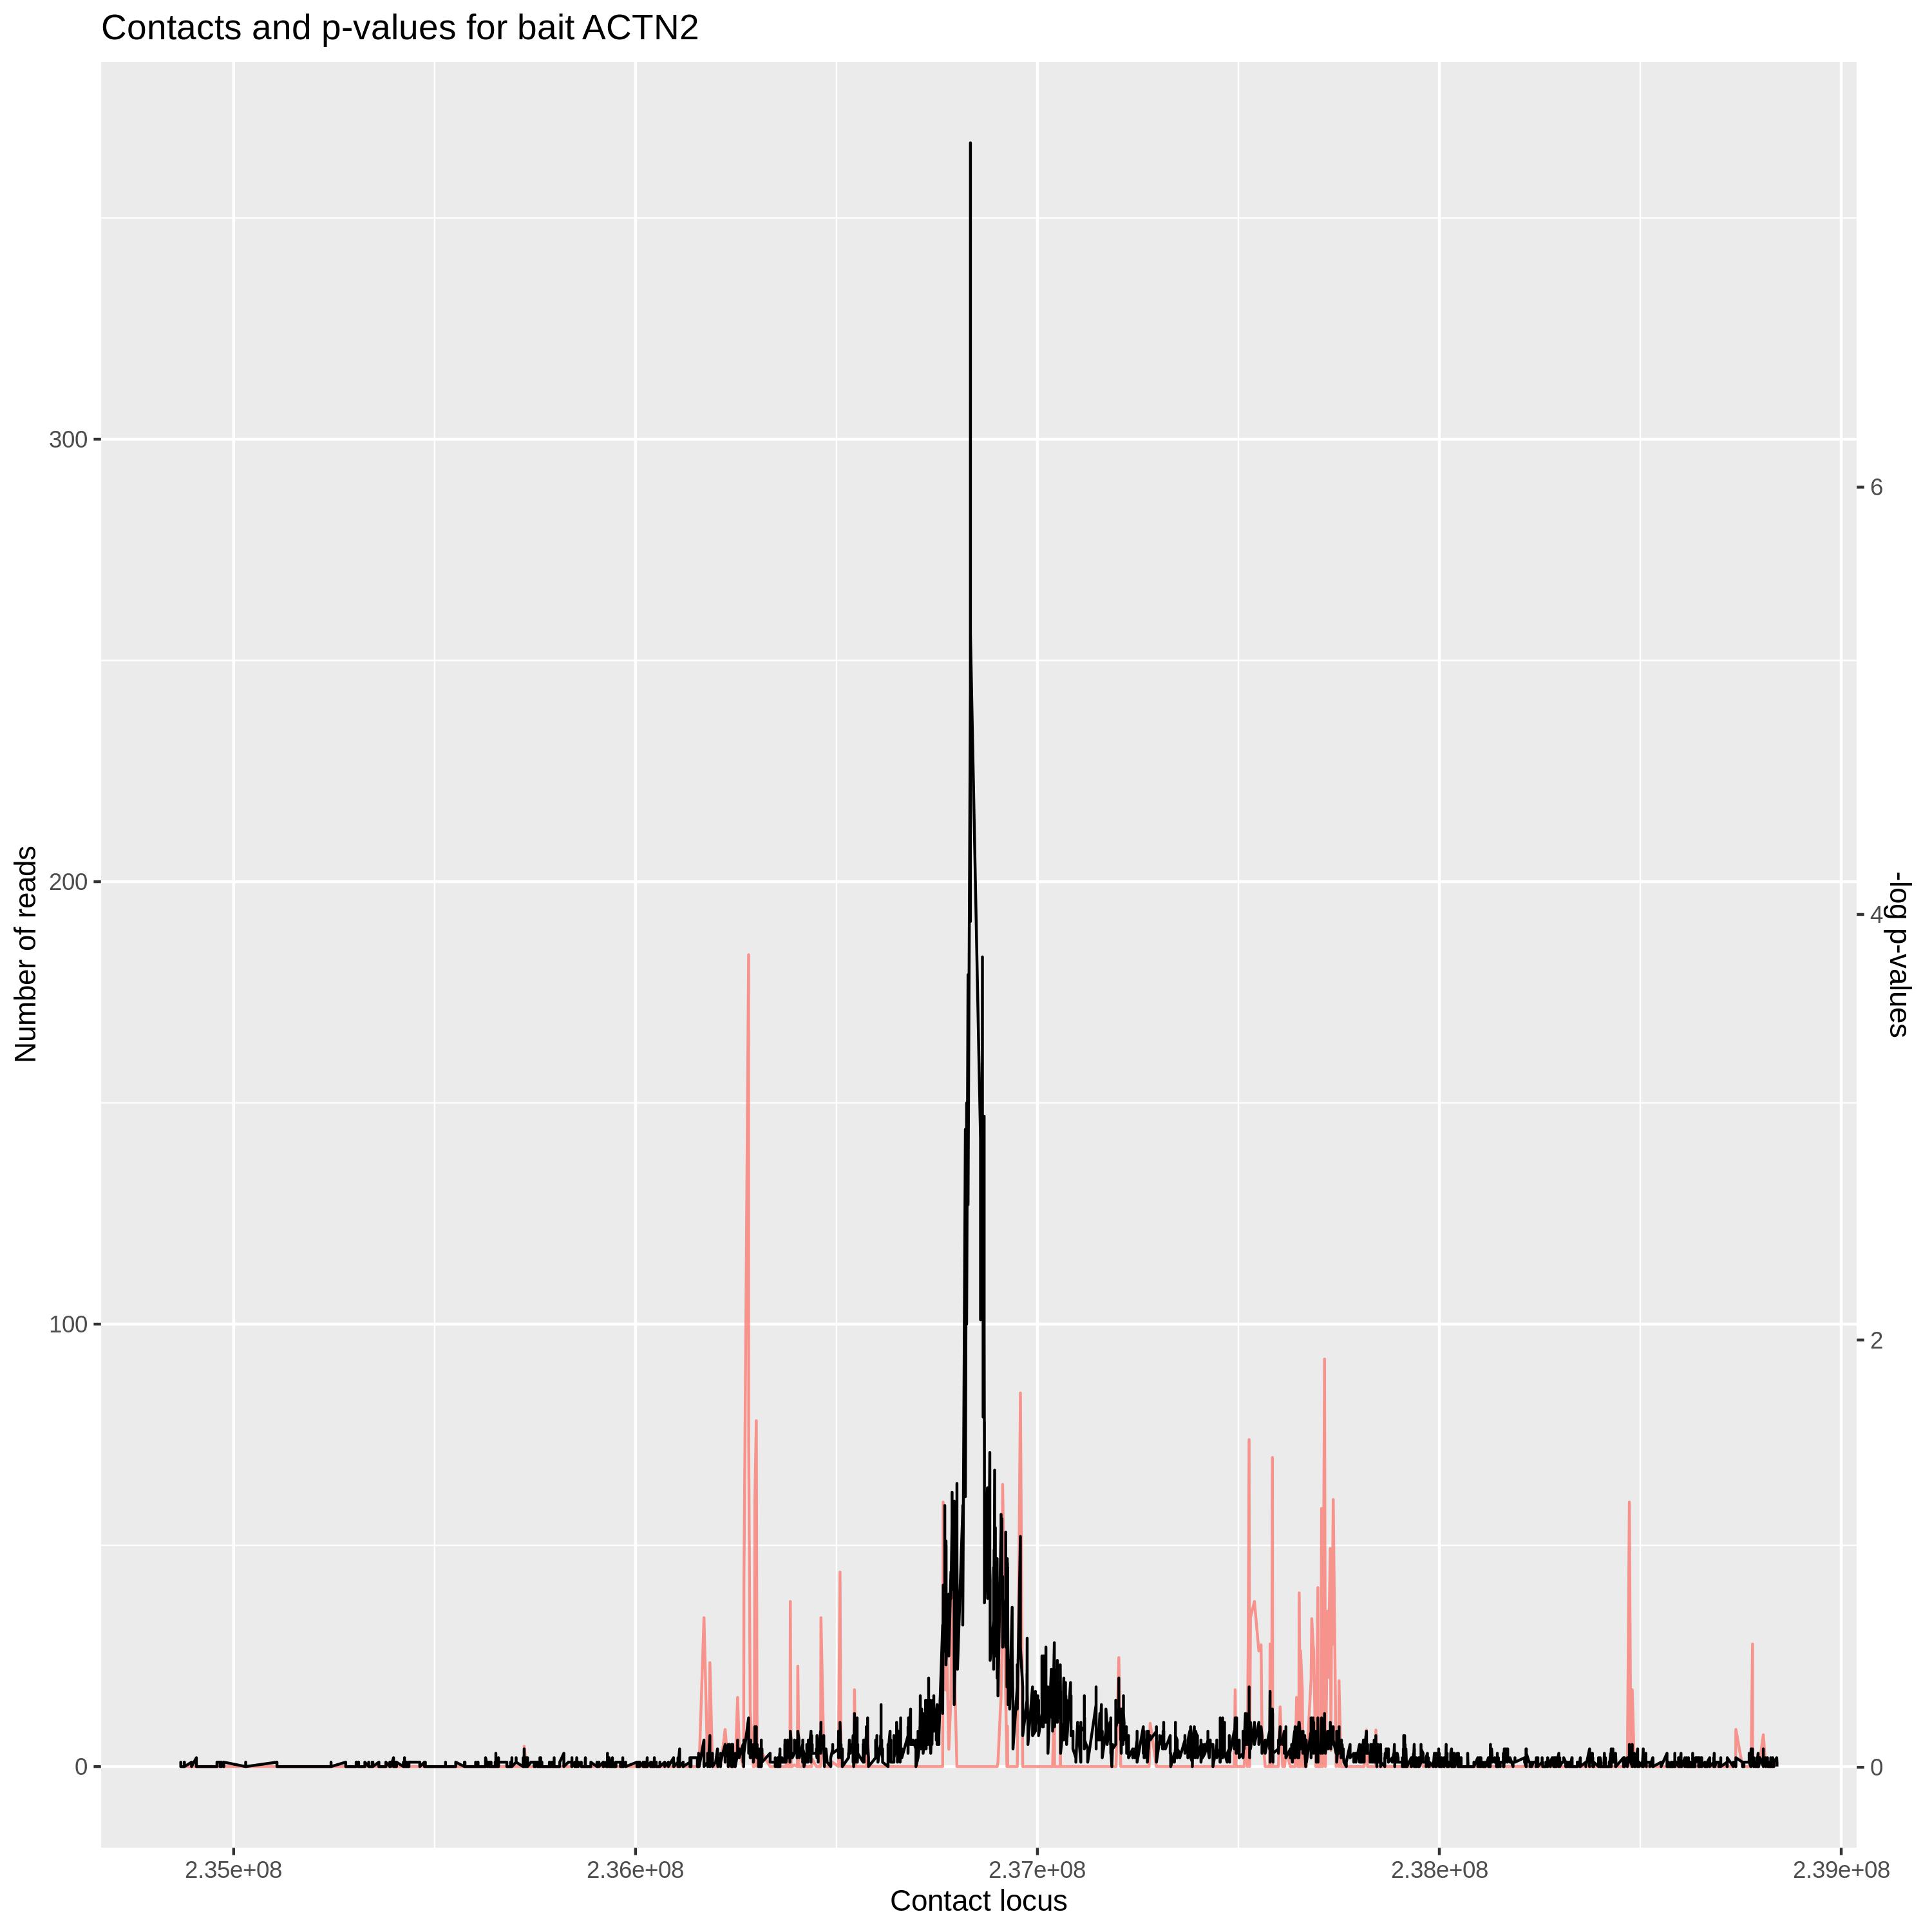 Contacts and p-values for bait ACTN2
Number of reads
300
200
100
0
6
4
2
0
-log p-values
2.35e+08
2.36e+08
2.37e+08
2.38e+08
2.39e+08
Contact locus